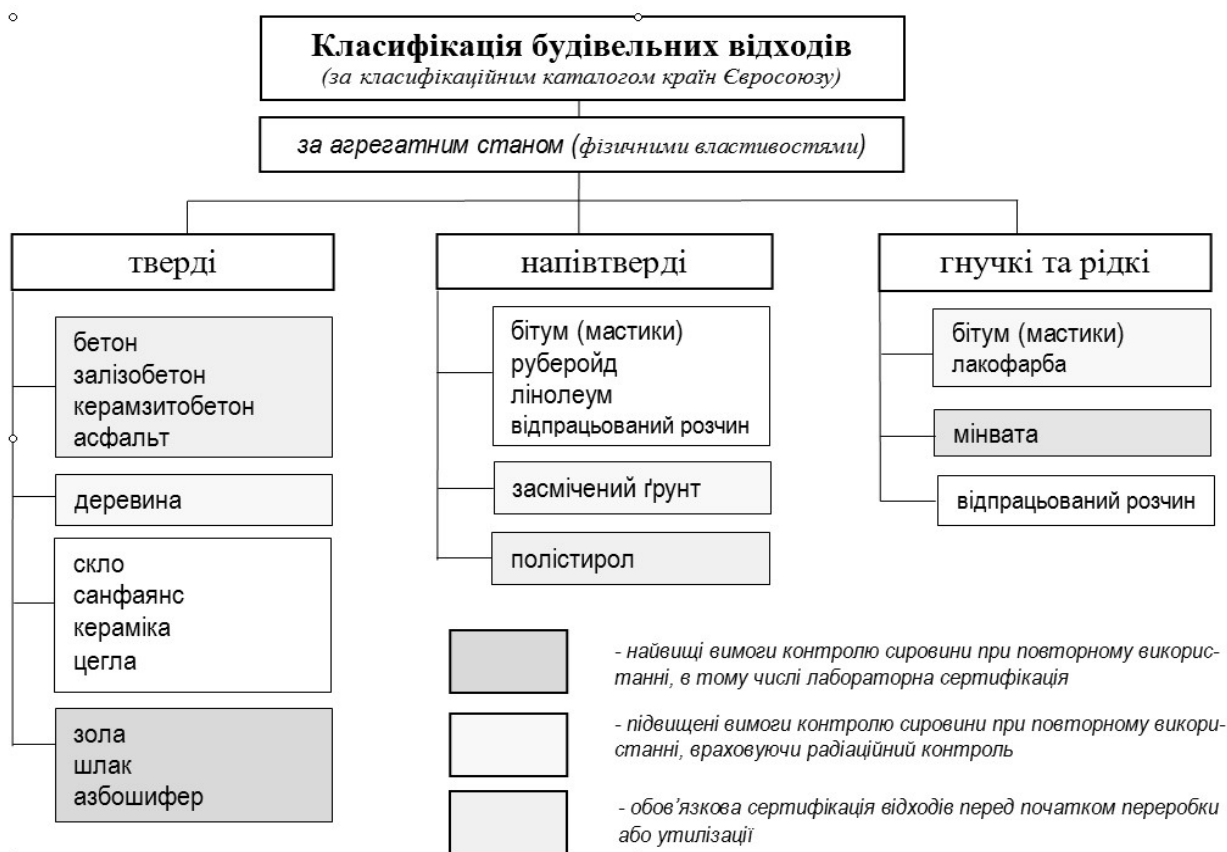 Класифікація будівельних відходів
(за класифікаційним каталогом країн Євросоюзу)
за агрегатним станом (фізичними властивостями)
тверді
бетон
залізобетон
керамзитобетон
асфальт
деревина
скло
санфаянс
кераміка
цегла
зола
шлак
азбошифер
напівтверді
бітум (мастики)
руберойд
лінолеум
відпрацьований розчин
засмічений ґрунт
полістирол
гнучкі та рідкі
бітум (мастики)
лакофарба
мінвата
відпрацьований розчин
- найвищі вимоги контролю сировини при повторному викорис-
танні, в тому числі лабораторна сертифікація
- підвищені вимоги контролю сировини при повторному викори-
станні, враховуючи радіаційний контроль
- обов’язкова сертифікація відходів перед початком переробки
або утилізації